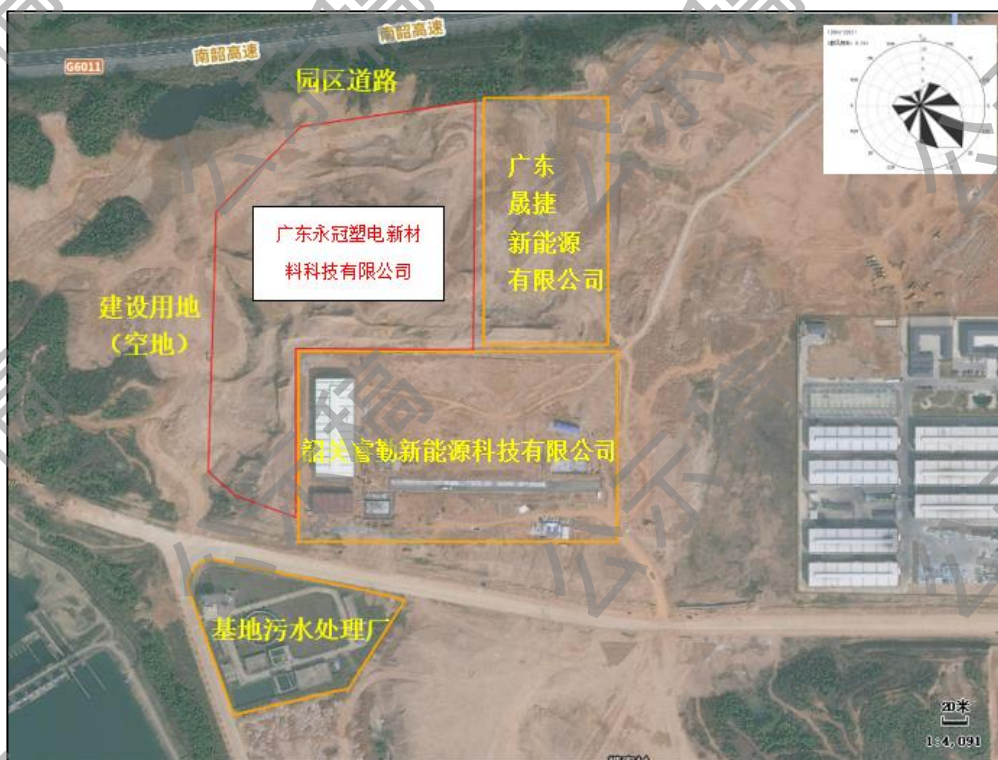 南韶高速
南韶高速
G6011
园区道路
广东
晟捷
新能源
有限公司
广东永冠塑电新材
料科技有限公司
建设用地
（空地）
韶关睿勤新能源科技有限公司
基地污水处理厂
20米
1:4,091
公示稿